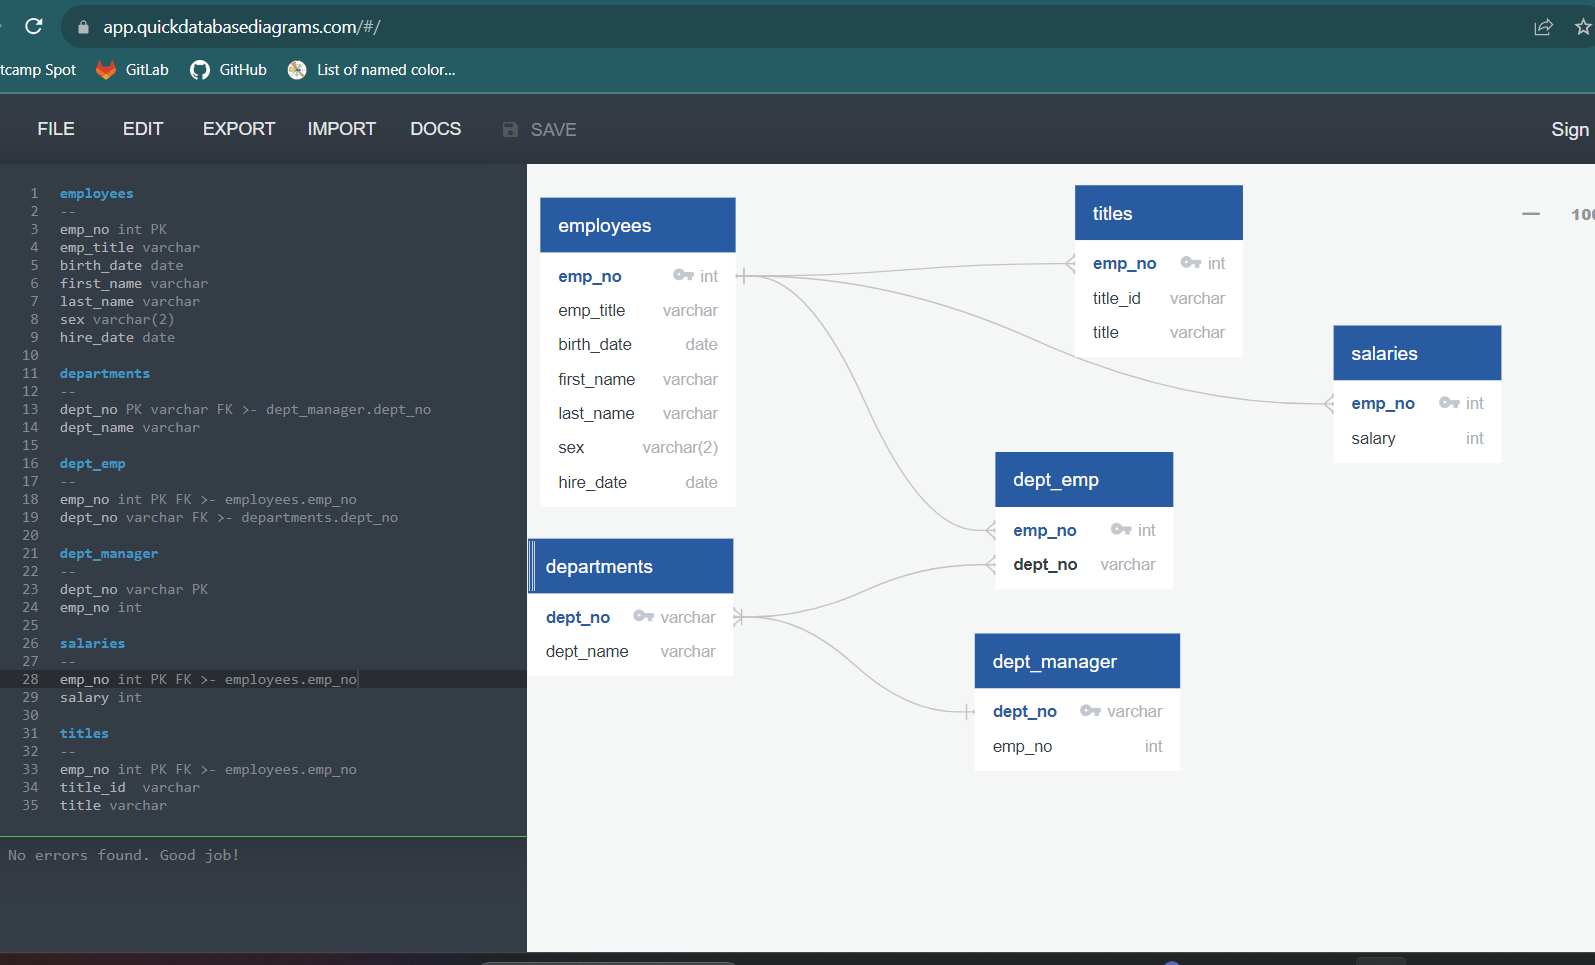 app.quickdatabasediagrams.com/#/
tcamp Spot GitLab GitHub List of named color...
FILE EDIT EXPORT IMPORT DOCS SAVE Sign
1 employees
2 --
3 emp_no int PK
4 emp_title varchar
5 birth_date date
6 first_name varchar
7 last_name varchar
8 sex varchar(2)
9 hire_date date
10
11 departments
12 --
13 dept_no PK varchar FK >- dept_manager.dept_no
14 dept_name varchar
15
16 dept_emp
17 --
18 emp_no int PK FK >- employees.emp_no
19 dept_no varchar FK >- departments.dept_no
20
21 dept_manager
22 --
23 dept_no varchar PK
24 emp_no int
25
26 salaries
27 --
28 emp_no int PK FK >- employees.emp_no
29 salary int
30
31 titles
32 --
33 emp_no int PK FK >- employees.emp_no
34 title_id  varchar
35 title varchar
No errors found. Good job!
employees
emp_no int
emp_title varchar
birth_date date
first_name varchar
last_name varchar
sex varchar(2)
hire_date date
departments
dept_no varchar
dept_name varchar
titles
emp_no int
title_id varchar
title varchar
salaries
emp_no int
salary int
dept_emp
emp_no int
dept_no varchar
dept_manager
dept_no varchar
emp_no int